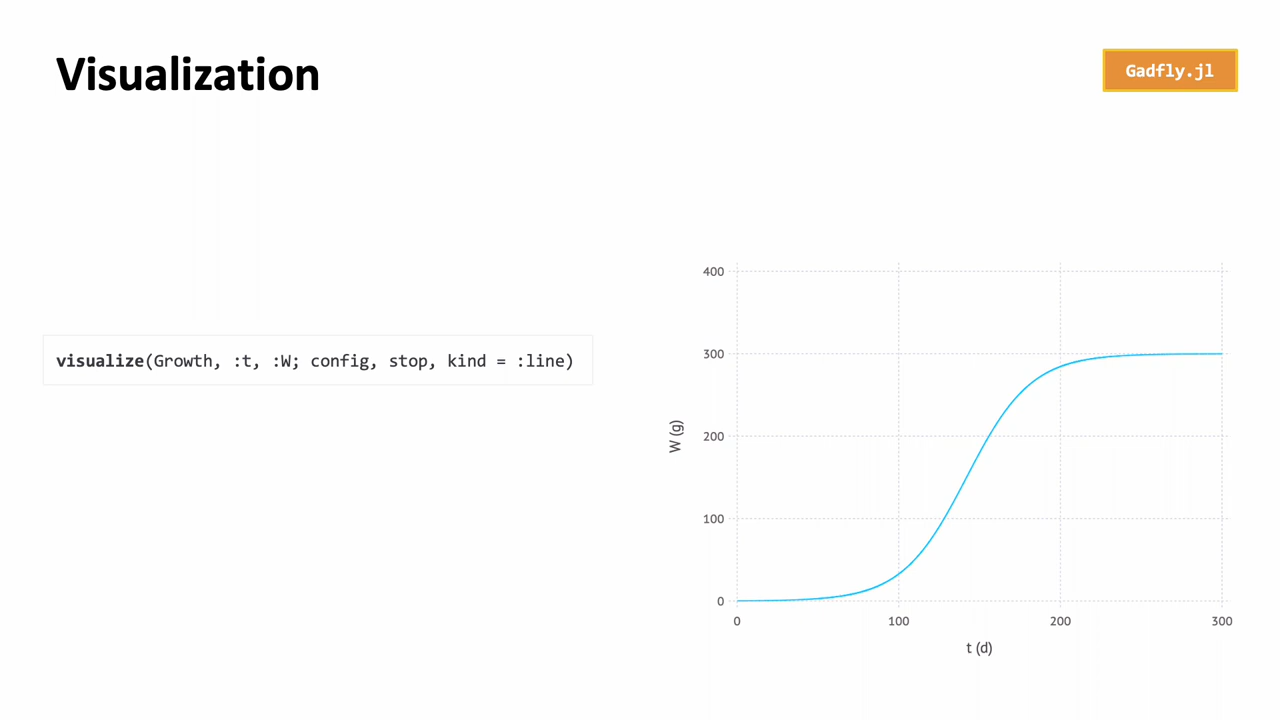 Visualization
Gadfly.jl
visualize(Growth, :t, :W; config, stop, kind = :line)
400
300
200
100
0
W (g)
0 100 200 300
t (d)